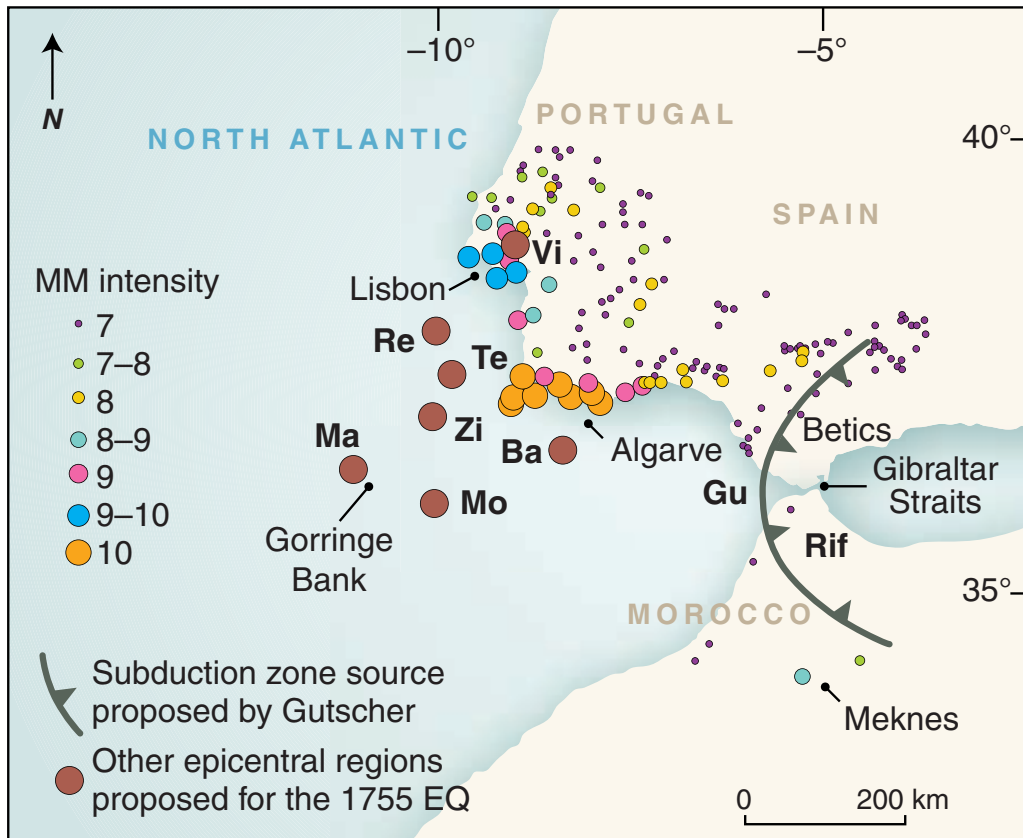 –10°
–5°
N
PORTUGAL
NORTH ATLANTIC
40°
SPAIN
Vi
MM intensity
Lisbon
7
Re
Te
7–8
8
Zi
Ma
8–9
Ba
Algarve
Betics
9
Gu
Gibraltar
Straits
Mo
9–10
Gorringe
Bank
10
Rif
35°
MOROCCO
Subduction zone source
proposed by Gutscher
Meknes
Other epicentral regions
proposed for the 1755 EQ
0 200 km